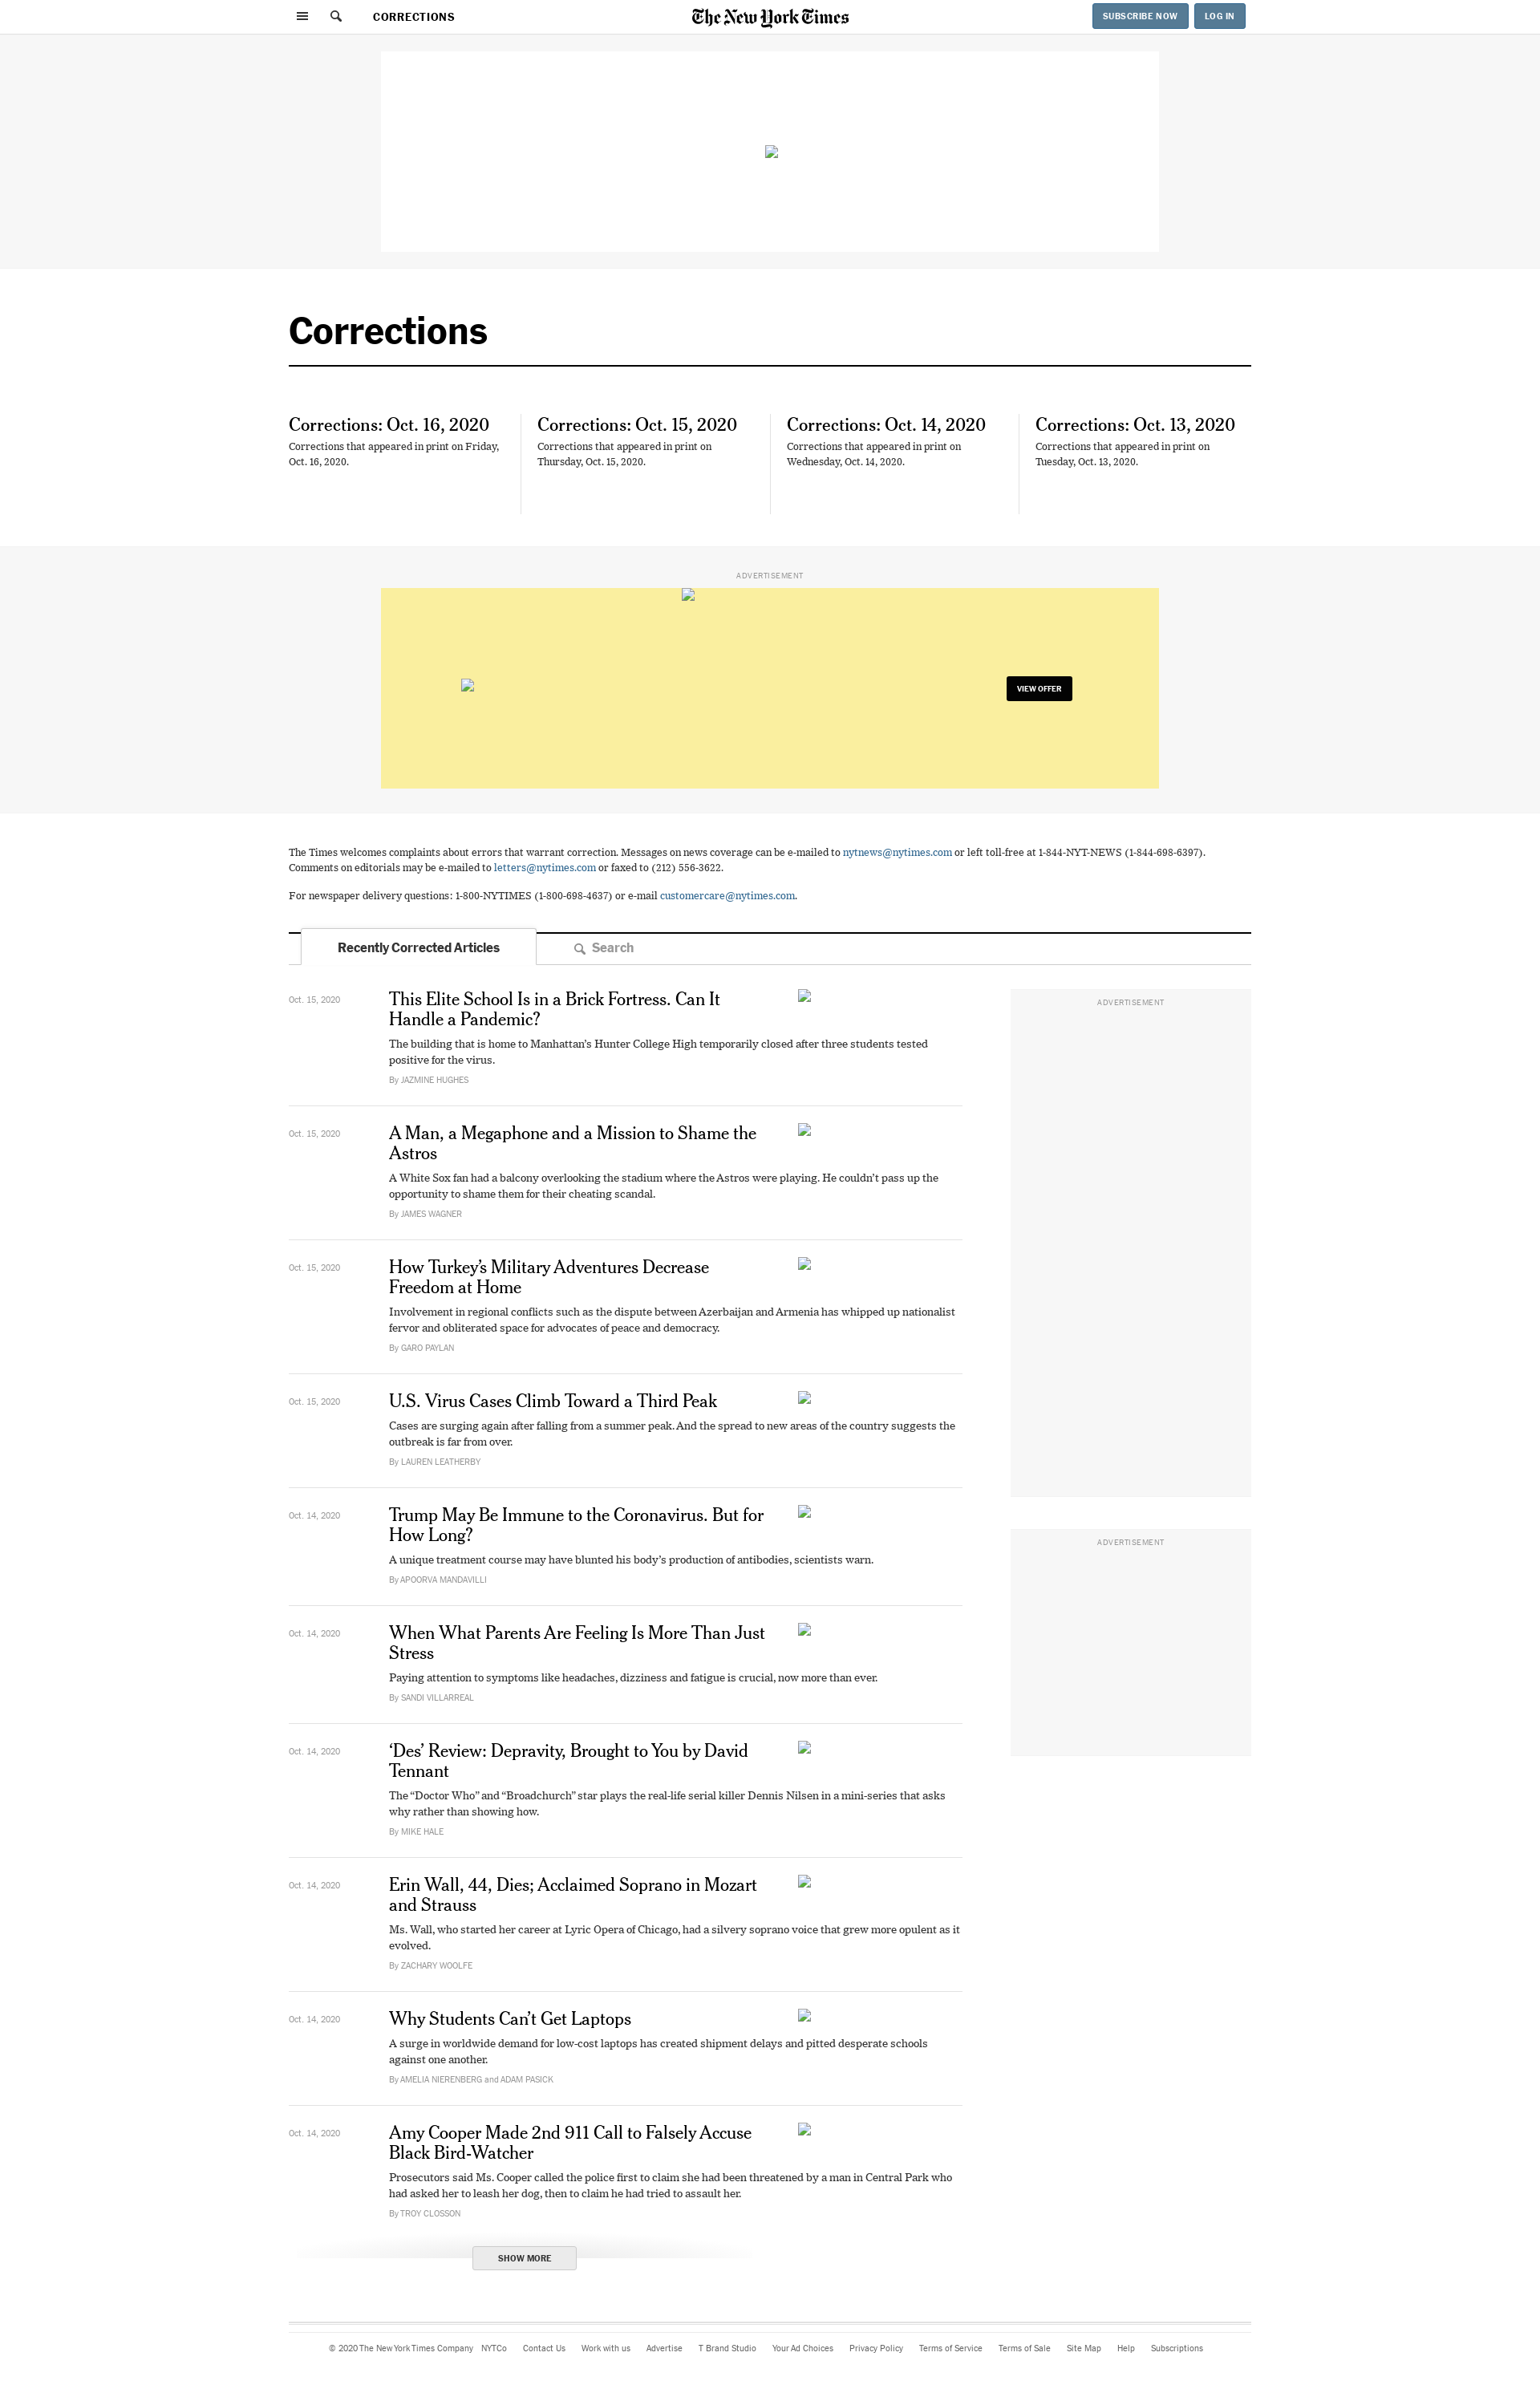 CORRECTIONS
The New York Times
SUBSCRIBE NOW
LOG IN
Corrections
Corrections: Oct. 16, 2020
Corrections that appeared in print on Friday,
Oct. 16, 2020.
Corrections: Oct. 15, 2020
Corrections that appeared in print on
Thursday, Oct. 15, 2020.
Corrections: Oct. 14, 2020
Corrections that appeared in print on
Wednesday, Oct. 14, 2020.
Corrections: Oct. 13, 2020
Corrections that appeared in print on
Tuesday, Oct. 13, 2020.
ADVERTISEMENT
VIEW OFFER
The Times welcomes complaints about errors that warrant correction. Messages on news coverage can be e-mailed to nytnews@nytimes.com or left toll-free at 1-844-NYT-NEWS (1-844-698-6397).
Comments on editorials may be e-mailed to letters@nytimes.com or faxed to (212) 556-3622.
For newspaper delivery questions: 1-800-NYTIMES (1-800-698-4637) or e-mail customercare@nytimes.com.
Recently Corrected Articles
Search
Oct. 15, 2020
This Elite School Is in a Brick Fortress. Can It
Handle a Pandemic?
The building that is home to Manhattan’s Hunter College High temporarily closed after three students tested
positive for the virus.
By JAZMINE HUGHES
ADVERTISEMENT
Oct. 15, 2020
A Man, a Megaphone and a Mission to Shame the
Astros
A White Sox fan had a balcony overlooking the stadium where the Astros were playing. He couldn’t pass up the
opportunity to shame them for their cheating scandal.
By JAMES WAGNER
Oct. 15, 2020
How Turkey’s Military Adventures Decrease
Freedom at Home
Involvement in regional conflicts such as the dispute between Azerbaijan and Armenia has whipped up nationalist
fervor and obliterated space for advocates of peace and democracy.
By GARO PAYLAN
Oct. 15, 2020
U.S. Virus Cases Climb Toward a Third Peak
Cases are surging again after falling from a summer peak. And the spread to new areas of the country suggests the
outbreak is far from over.
By LAUREN LEATHERBY
Oct. 14, 2020
Trump May Be Immune to the Coronavirus. But for
How Long?
A unique treatment course may have blunted his body’s production of antibodies, scientists warn.
By APOORVA MANDAVILLI
ADVERTISEMENT
Oct. 14, 2020
When What Parents Are Feeling Is More Than Just
Stress
Paying attention to symptoms like headaches, dizziness and fatigue is crucial, now more than ever.
By SANDI VILLARREAL
Oct. 14, 2020
‘Des’ Review: Depravity, Brought to You by David
Tennant
The “Doctor Who” and “Broadchurch” star plays the real-life serial killer Dennis Nilsen in a mini-series that asks
why rather than showing how.
By MIKE HALE
Oct. 14, 2020
Erin Wall, 44, Dies; Acclaimed Soprano in Mozart
and Strauss
Ms. Wall, who started her career at Lyric Opera of Chicago, had a silvery soprano voice that grew more opulent as it
evolved.
By ZACHARY WOOLFE
Oct. 14, 2020
Why Students Can’t Get Laptops
A surge in worldwide demand for low-cost laptops has created shipment delays and pitted desperate schools
against one another.
By AMELIA NIERENBERG and ADAM PASICK
Oct. 14, 2020
Amy Cooper Made 2nd 911 Call to Falsely Accuse
Black Bird-Watcher
Prosecutors said Ms. Cooper called the police first to claim she had been threatened by a man in Central Park who
had asked her to leash her dog, then to claim he had tried to assault her.
By TROY CLOSSON
SHOW MORE
© 2020 The New York Times Company NYTCo Contact Us Work with us Advertise T Brand Studio Your Ad Choices Privacy Policy Terms of Service Terms of Sale Site Map Help Subscriptions